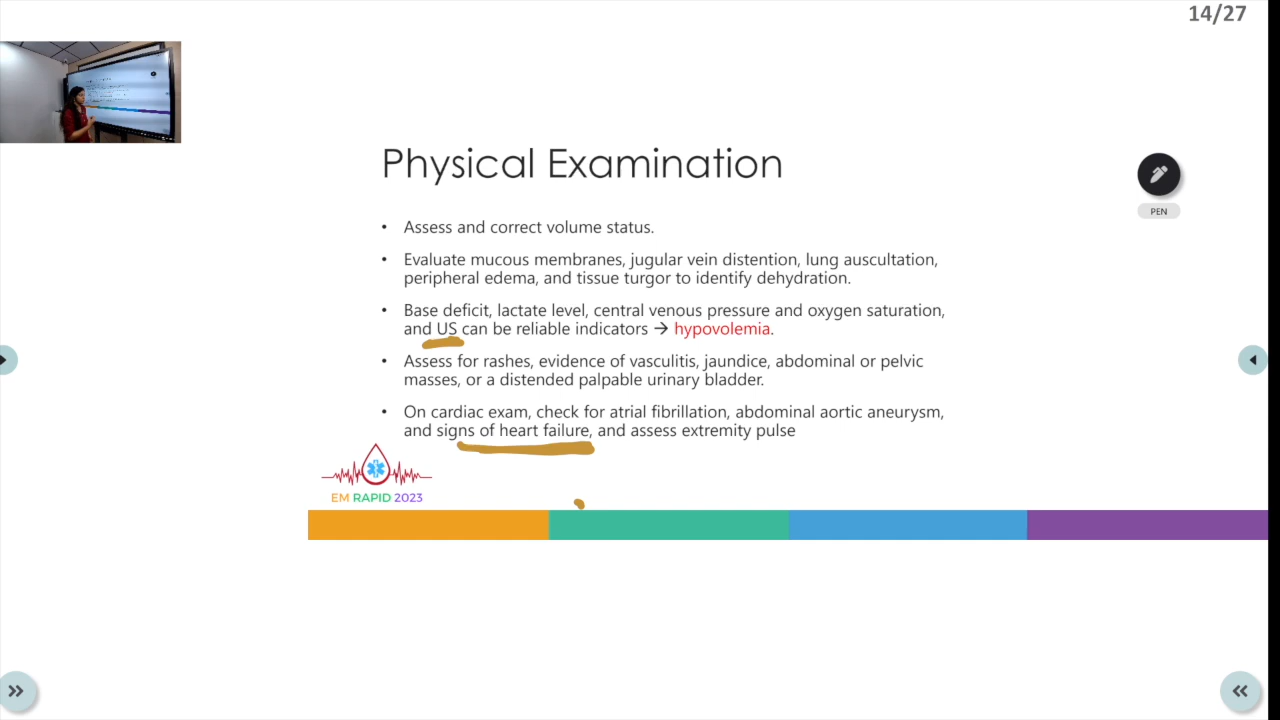 14/27
Physical Examination
PEN
• Assess and correct volume status.
• Evaluate mucous membranes, jugular vein distention, lung auscultation,
peripheral edema, and tissue turgor to identify dehydration.
• Base deficit, lactate level, central venous pressure and oxygen saturation,
and US can be reliable indicators → hypovolemia.
• Assess for rashes, evidence of vasculitis, jaundice, abdominal or pelvic
masses, or a distended palpable urinary bladder.
• On cardiac exam, check for atrial fibrillation, abdominal aortic aneurysm,
and signs of heart failure, and assess extremity pulse
EM RAPID 2023